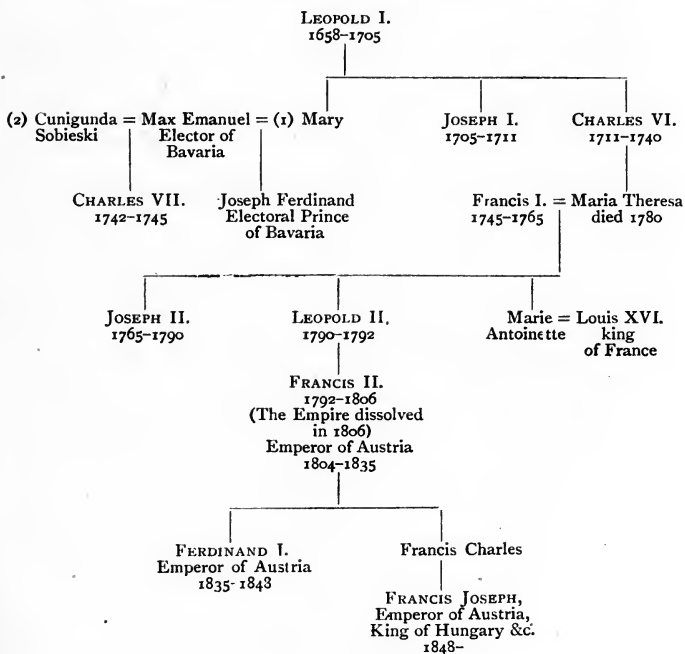 LEOPOLD I.
1658–1705
(2) Cunigunda = Max Emanuel = (1) Mary
Sobieski
Elector of
Bavaria
JOSEPH I.
1705–1711
CHARLES VI.
1711–1740
CHARLES VII.
1742–1745
Joseph Ferdinand
Electoral Prince
of Bavaria
Francis I. = Maria Theresa
1745–1765
died 1780
JOSEPH II.
1765–1790
LEOPOLD II.
1790–1792
Marie = Louis XVI.
Antoinette
king
of France
FRANCIS II.
1792–1806
(The Empire dissolved
in 1806)
Emperor of Austria
1804–1835
FERDINAND I.
Emperor of Austria
1835-1848
Francis Charles
FRANCIS JOSEPH,
Emperor of Austria,
King of Hungary &c.
1848–